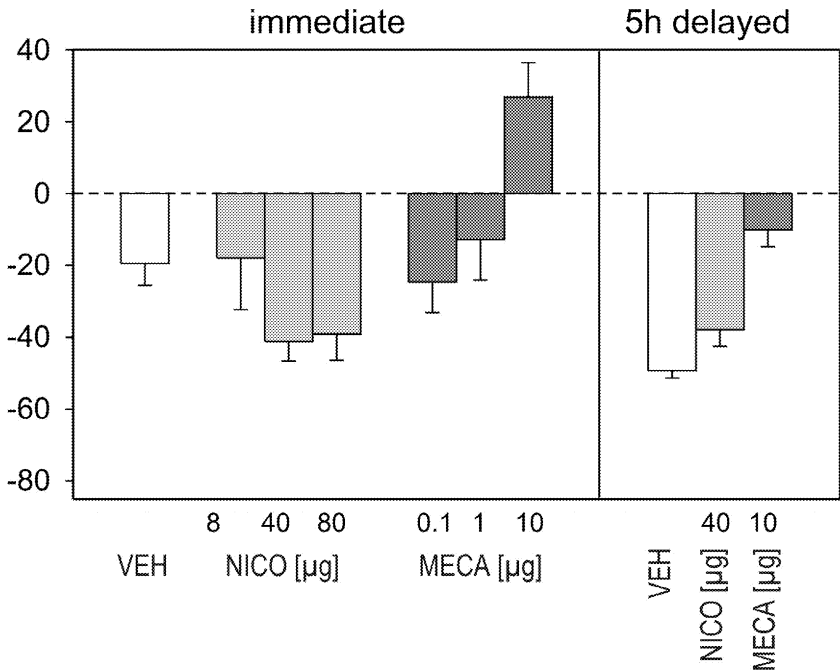 immediate 5h delayed
40
20
0
-20
-40
-60
-80
8 40 80 0.1 1 10 40 10
VEH NICO [µg] MECA [µg]
VEH
NICO [µg]
MECA [µg]